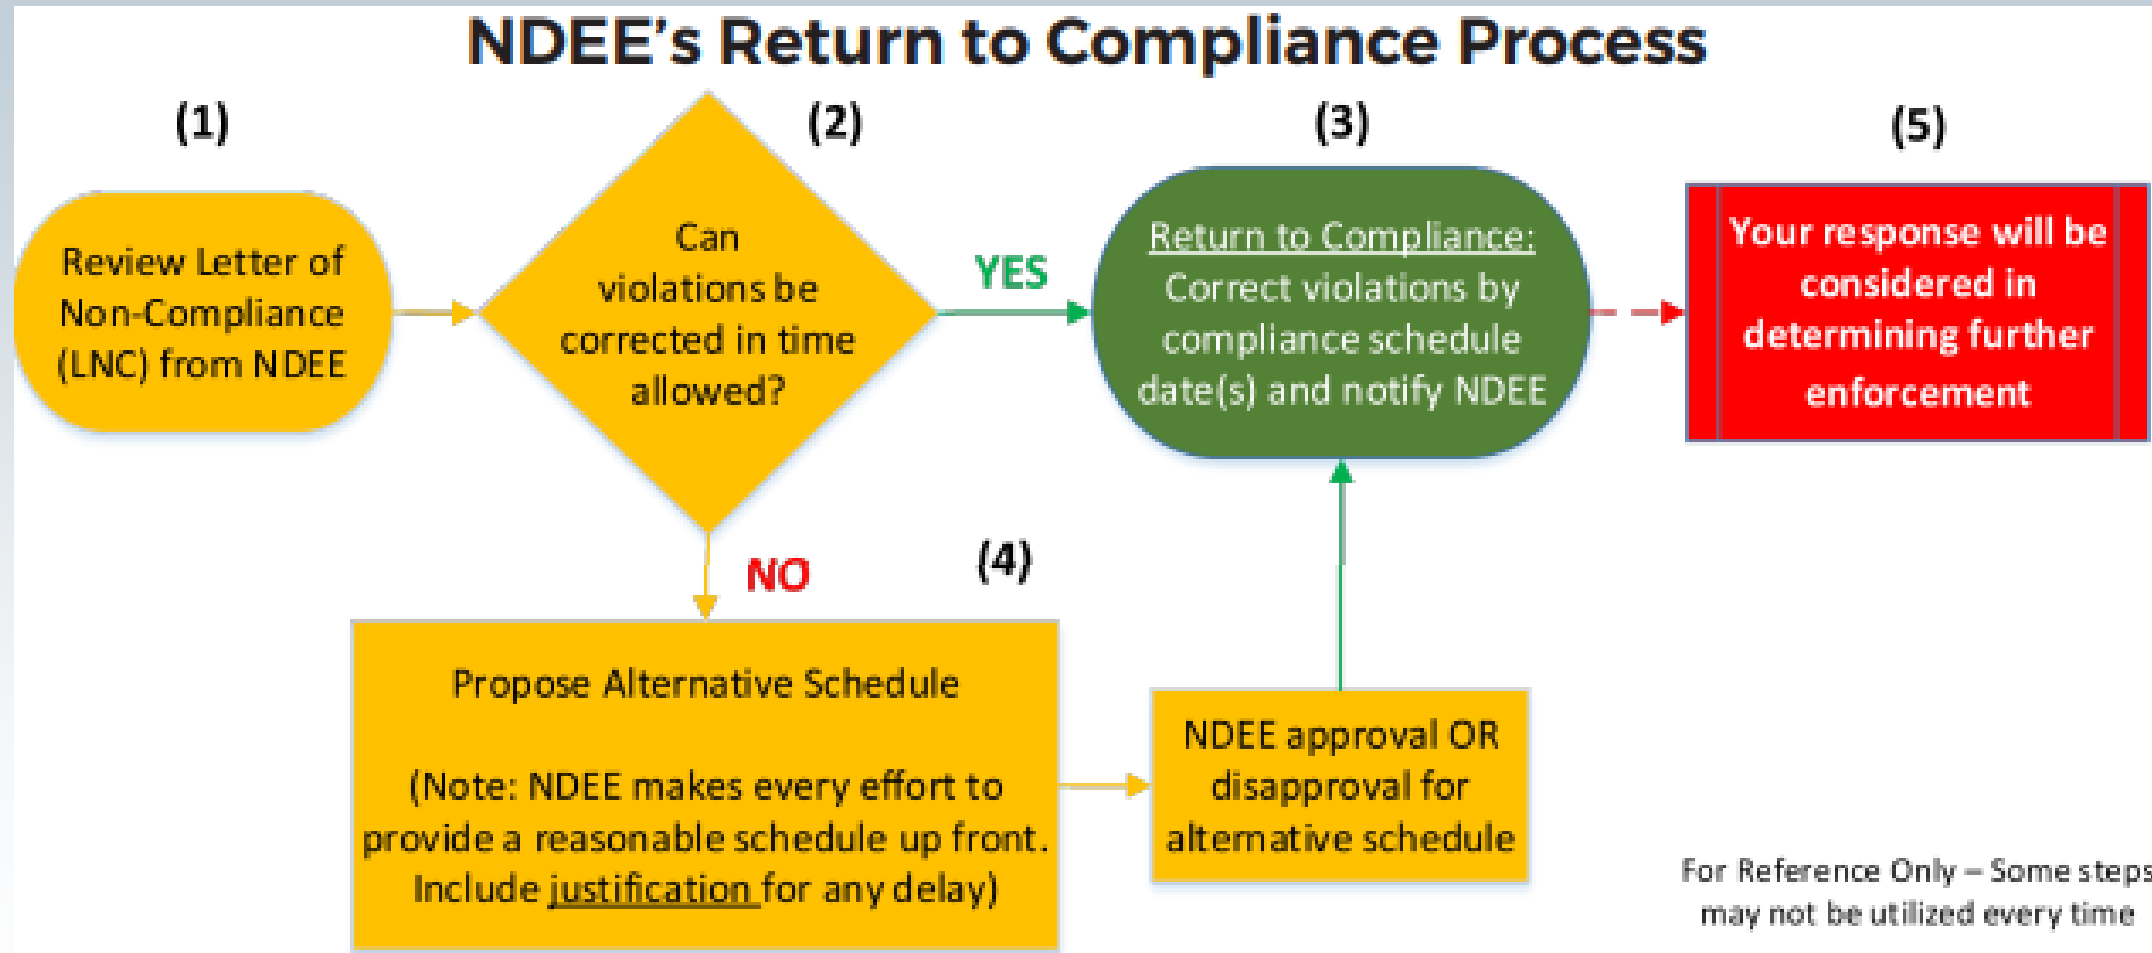 NDEE's Return to Compliance Process
(1)
Review Letter of
Non-Compliance
(LNC) from NDEE
(2)
Can
violations be
corrected in time
allowed?
YES
(3)
Return to Compliance:
Correct violations by
compliance schedule
date(s) and notify NDEE
(5)
Your response will be
considered in
determining further
enforcement
NO
(4)
Propose Alternative Schedule
(Note: NDEE makes every effort to
provide a reasonable schedule up front.
Include justification for any delay)
NDEE approval OR
disapproval for
alternative schedule
For Reference Only – Some steps
may not be utilized every time